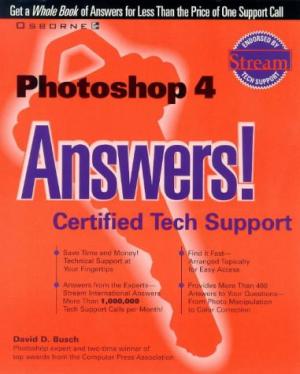 Get a Whole Book of Answers for Less Than the Price of One Support Call
OSBORNE
ENDORSED BY
Stream
TECH SUPPORT
Photoshop 4
Answers!
Certified Tech Support
Save Time and Money!
Technical Support at
Your Fingertips
Answers from the Experts—
Stream International Answers
More Than 1,000,000
Tech Support Calls per Month!
Find It Fast—
Arranged Topically
for Easy Access
Provides More Than 400
Answers to Your Questions—
From Photo Manipulation
to Color Correction
David D. Busch
Photoshop expert and two-time winner of
top awards from the Computer Press Association